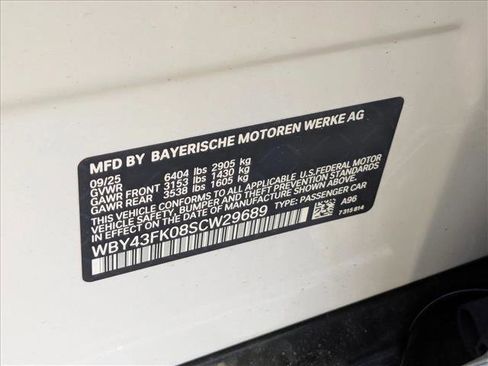 MFD BY BAYERISCHE MOTOREN WERKE AG
09/25
GVWR 6404 lbs 2905 kg
GAWR FRONT 3153 lbs 1430 kg
GAWR REAR 3538 lbs 1605 kg
THIS VEHICLE CONFORMS TO ALL APPLICABLE U.S.FEDERAL MOTOR
VEHICLE SAFETY, BUMPER AND THEFT PREVENTION STANDARDS
IN EFFECT ON THE DATE OF MANUFACTURE SHOWN ABOVE.
WBY43FK08SCW29689 TYPE: PASSENGER CAR
A96
7 315 814